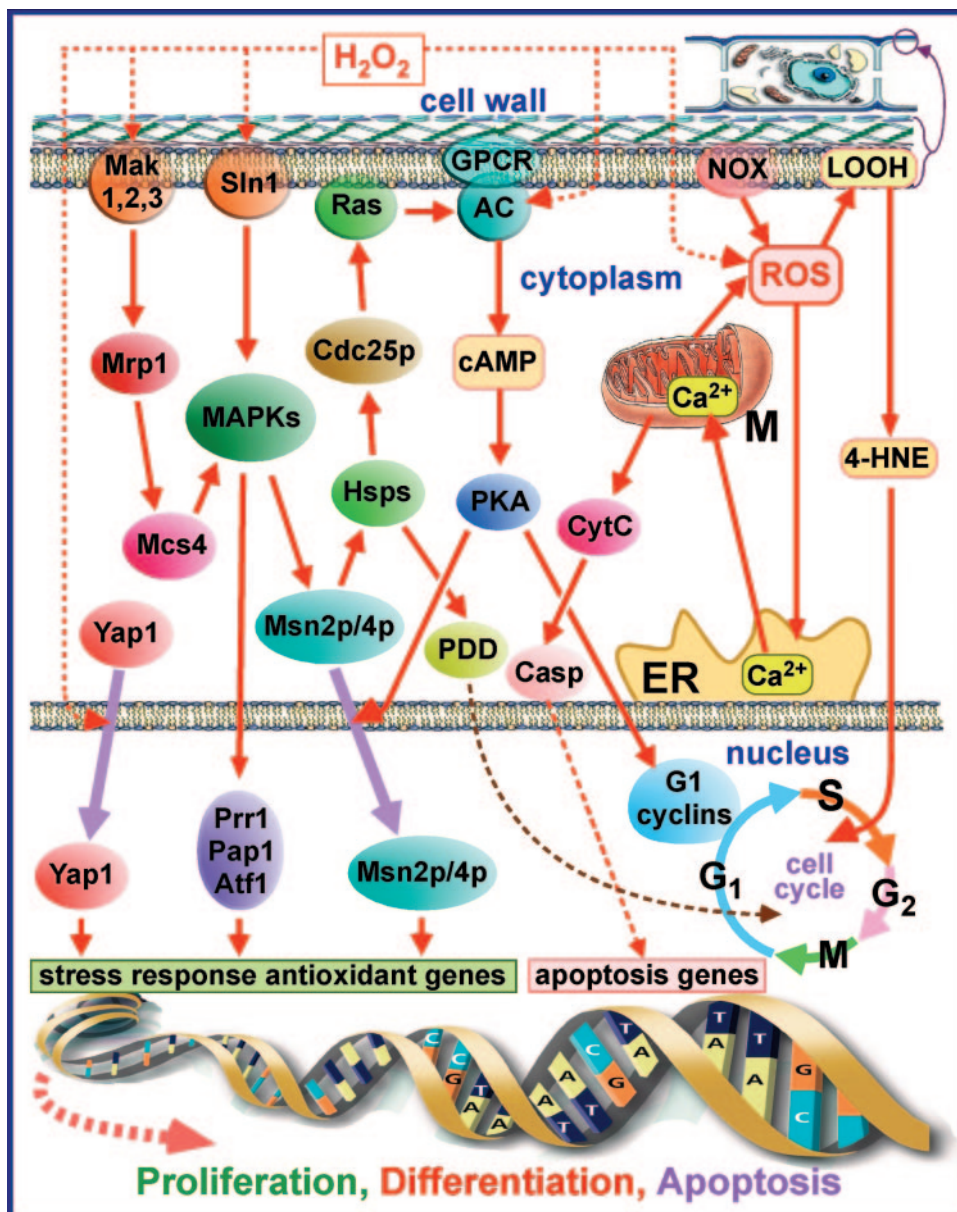 H₂O₂
cell wall
Mak
1,2,3
Sln1
GPCR
AC
NOX
LOOH
Ras
ROS
cytoplasm
Mrp1
Cdc25p
cAMP
Ca²⁺
M
MAPKs
4-HNE
Hsps
PKA
CytC
Mcs4
Yap1
Msn2p/4p
PDD
Casp
ER
Ca²⁺
nucleus
G1
cyclins
S
Prr1
Pap1
Atf1
Yap1
Msn2p/4p
G₁
cell
cycle
G₂
M
stress response antioxidant genes
apoptosis genes
C
C
G
T
A
A
A
A
T
T
C
G
T
A
T
A
T
A
G
C
Proliferation, Differentiation, Apoptosis